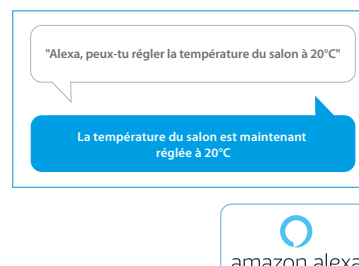 "Alexa, peux-tu régler la température du salon à 20°C"
La température du salon est maintenant
réglée à 20°C
amazon alexa